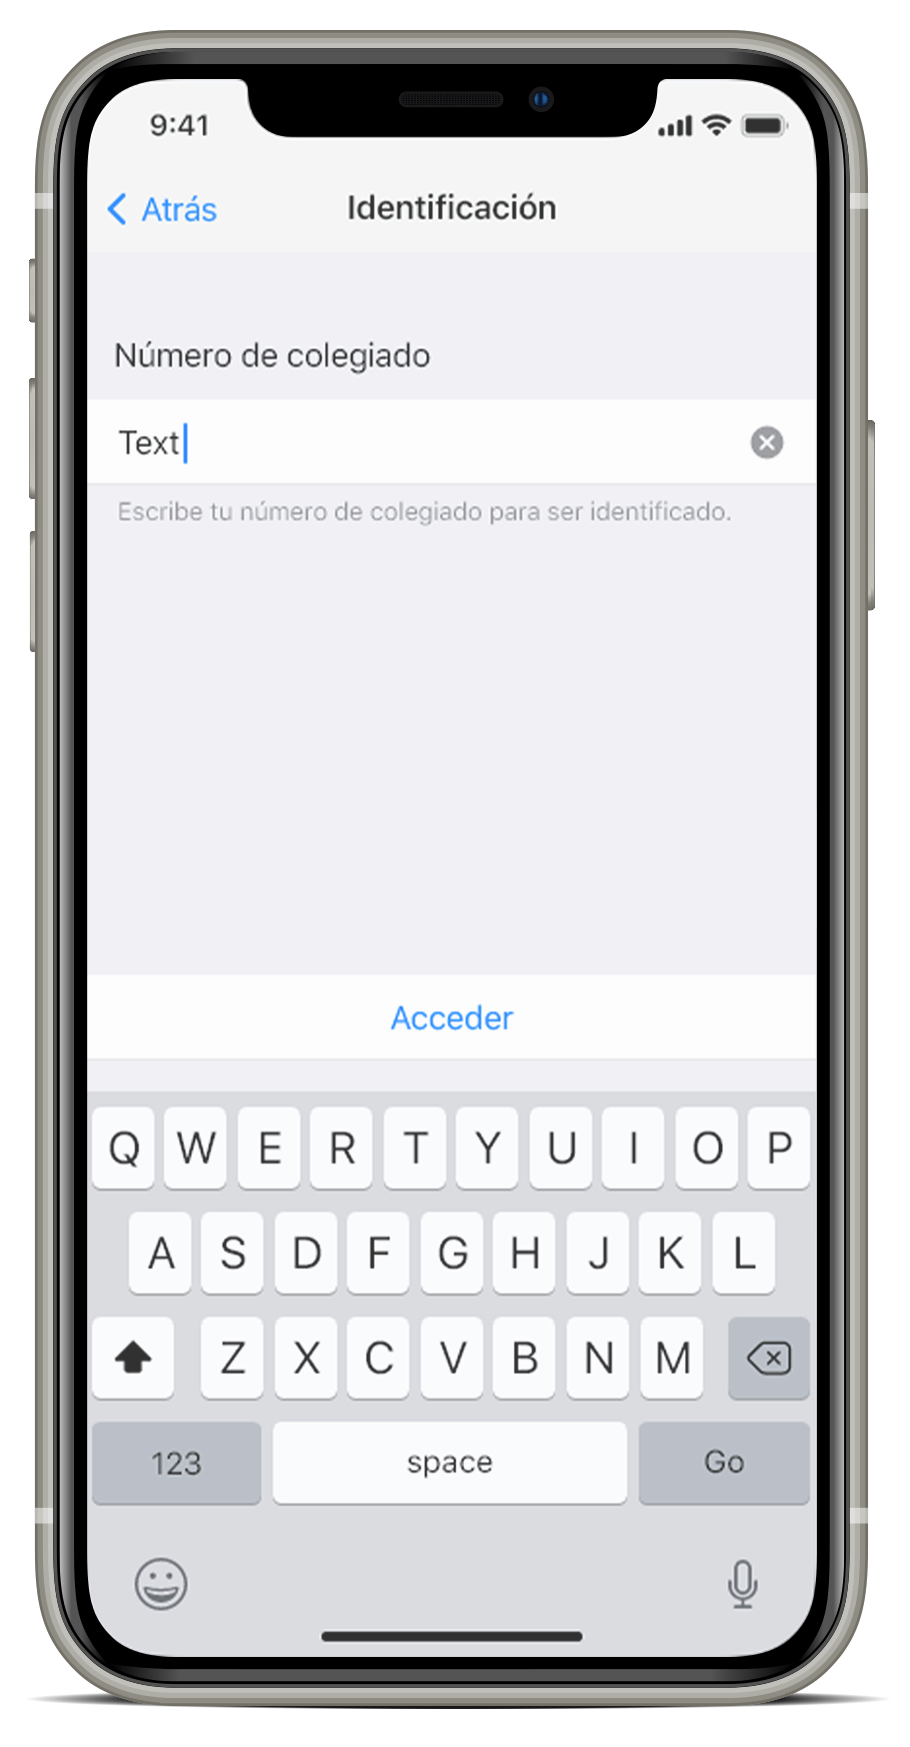 9:41
Atrás
Identificación
Número de colegiado
Text
Escribe tu número de colegiado para ser identificado.
Acceder
Q W E R T Y U I O P
A S D F G H J K L
Z X C V B N M
123 space Go